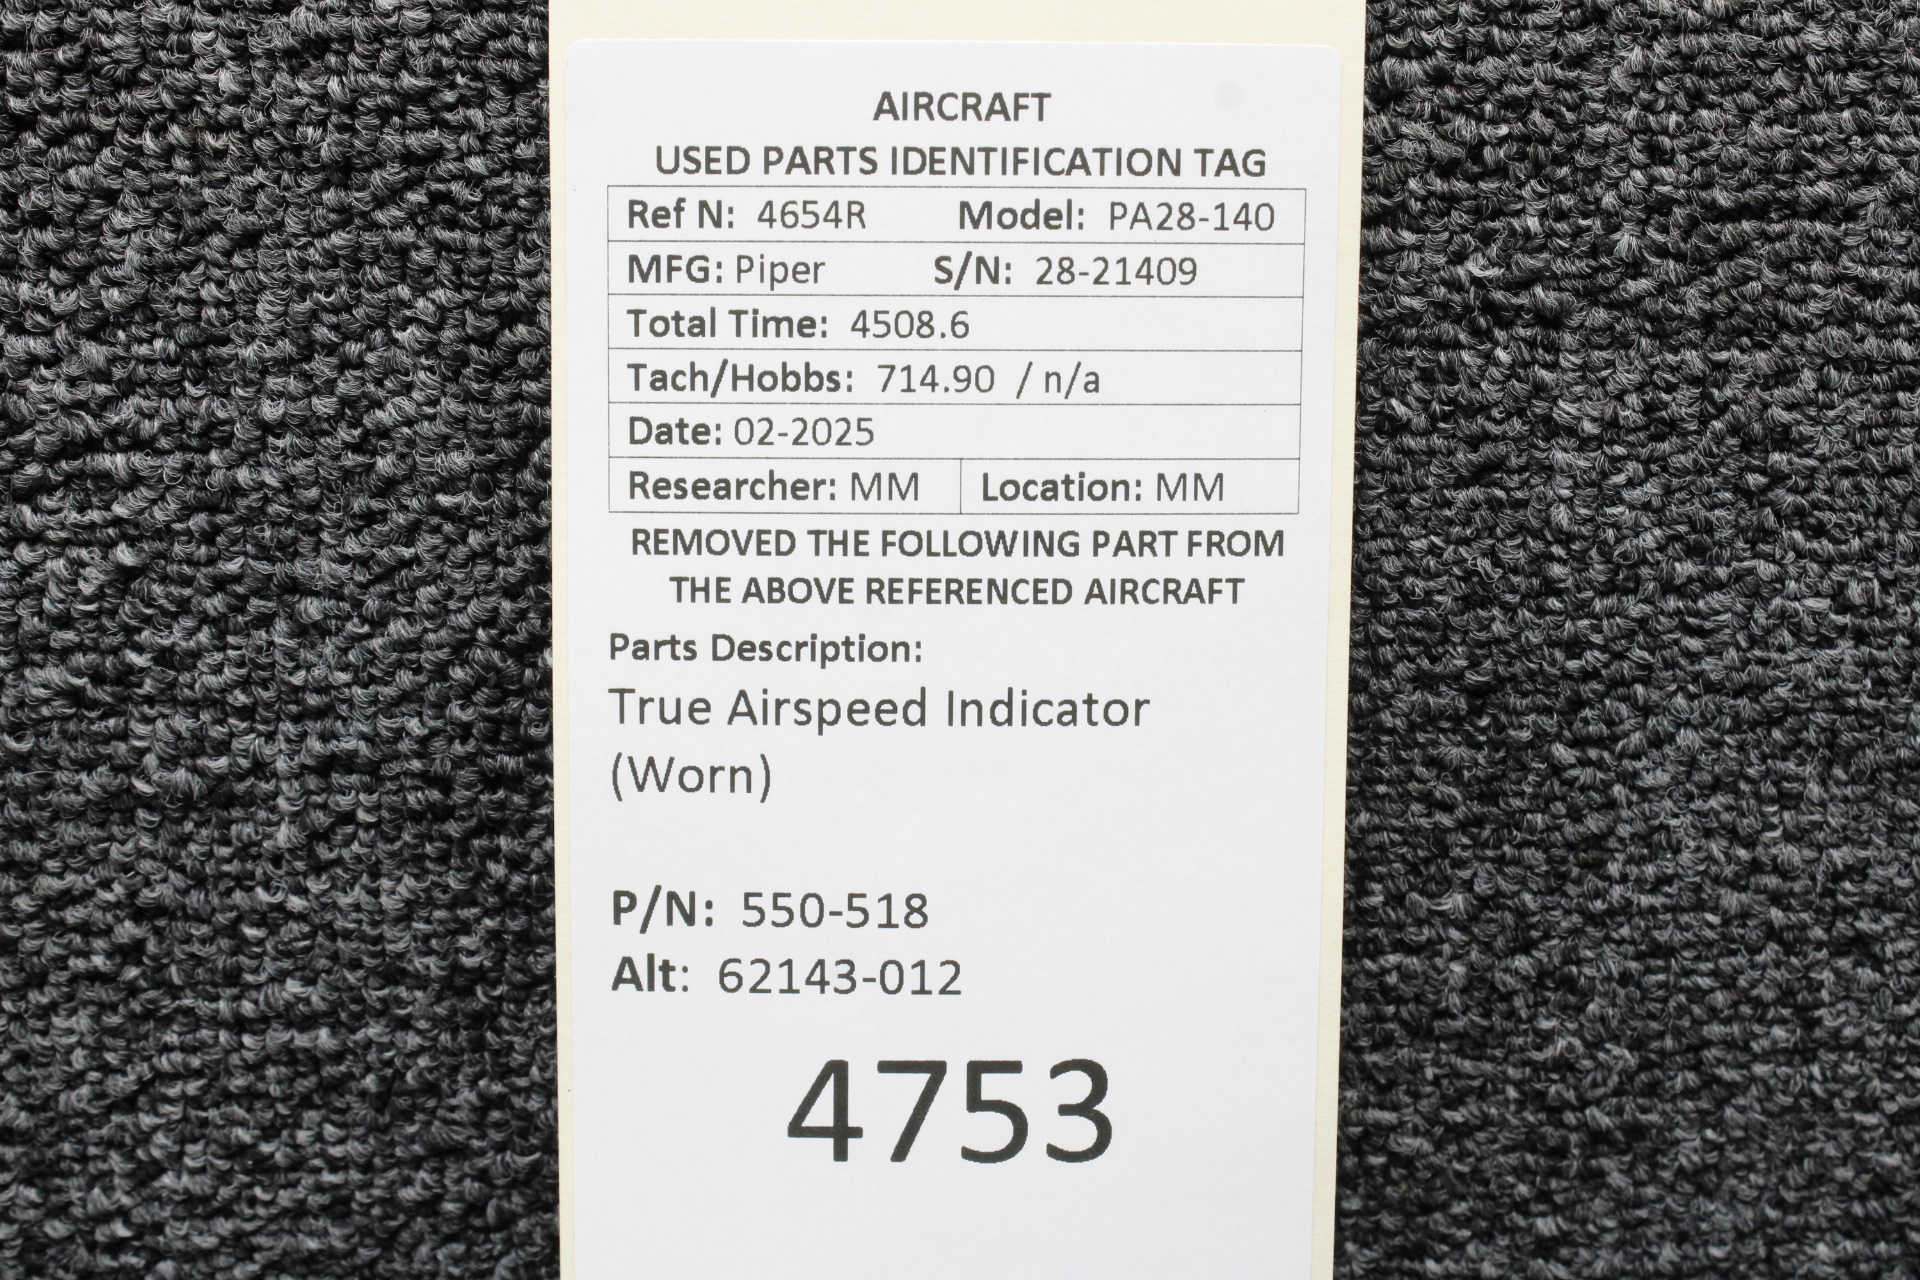 AIRCRAFT
USED PARTS IDENTIFICATION TAG
Ref N: 4654R Model: PA28-140
MFG: Piper S/N: 28-21409
Total Time: 4508.6
Tach/Hobbs: 714.90 / n/a
Date: 02-2025
Researcher: MM Location: MM
REMOVED THE FOLLOWING PART FROM
THE ABOVE REFERENCED AIRCRAFT
Parts Description:
True Airspeed Indicator
(Worn)
P/N: 550-518
Alt: 62143-012
4753